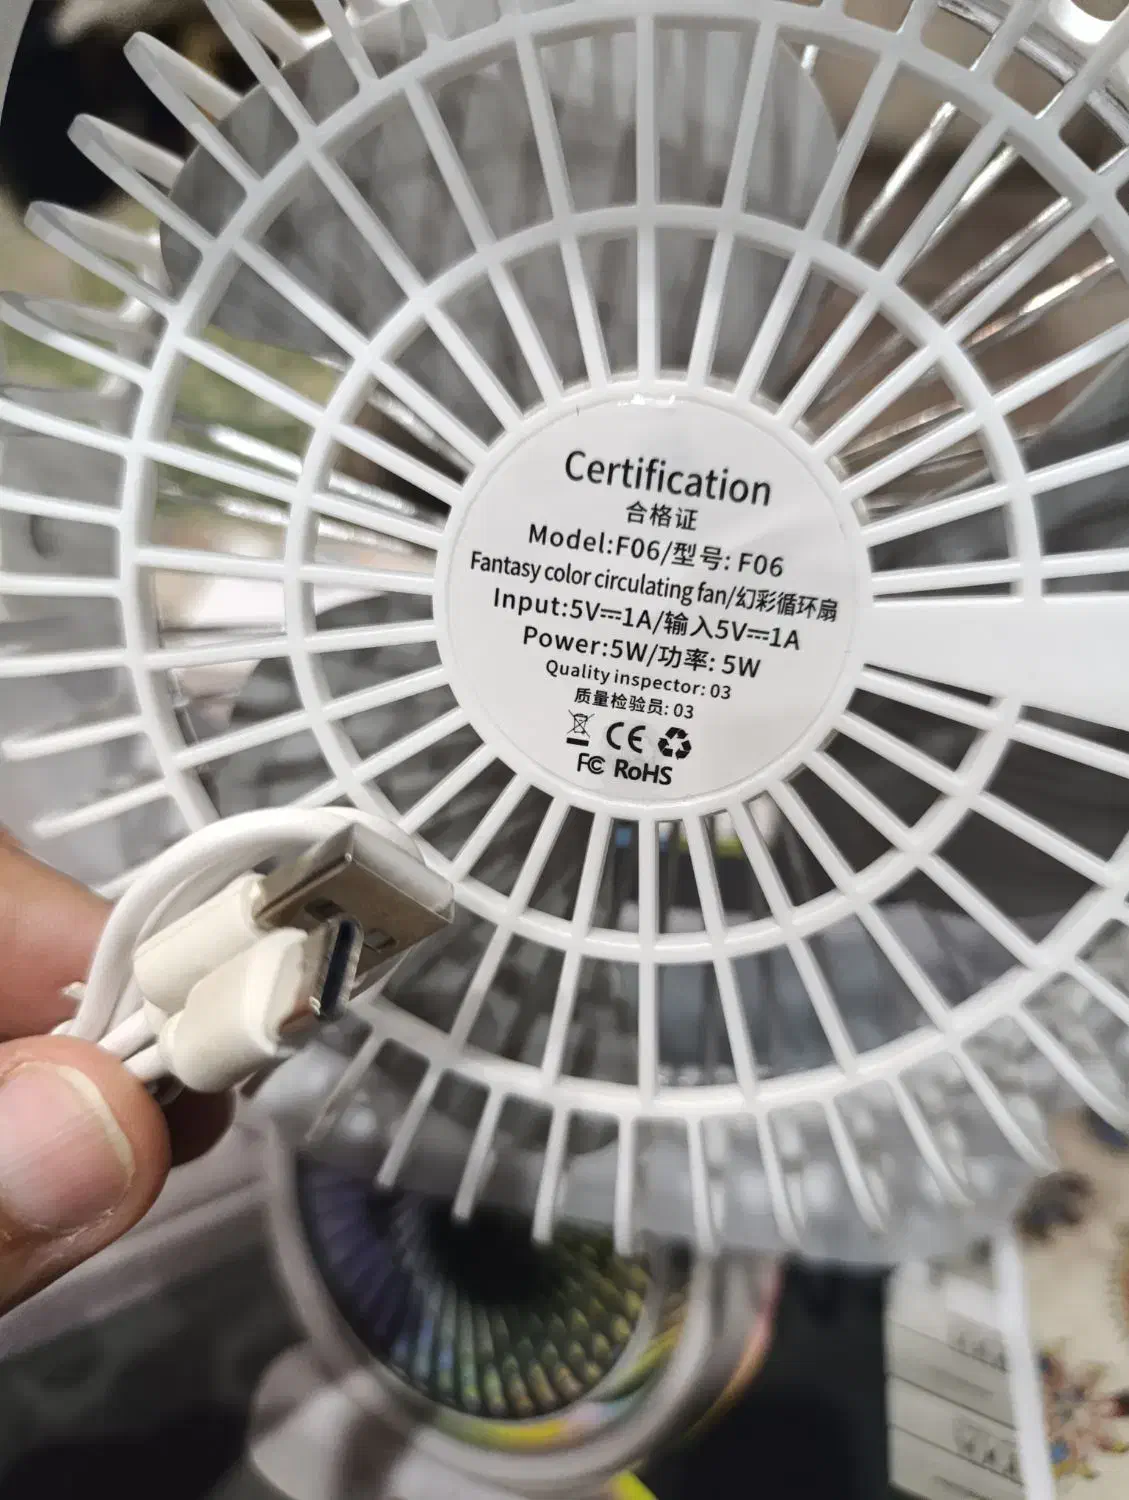 Certification
合格证
Model:F06/型号: F06
Fantasy color circulating fan/幻彩循环扇
Input:5V⎓1A/输入5V⎓1A
Power:5W/功率: 5W
Quality inspector: 03
质量检验员: 03
CE
FC RoHS